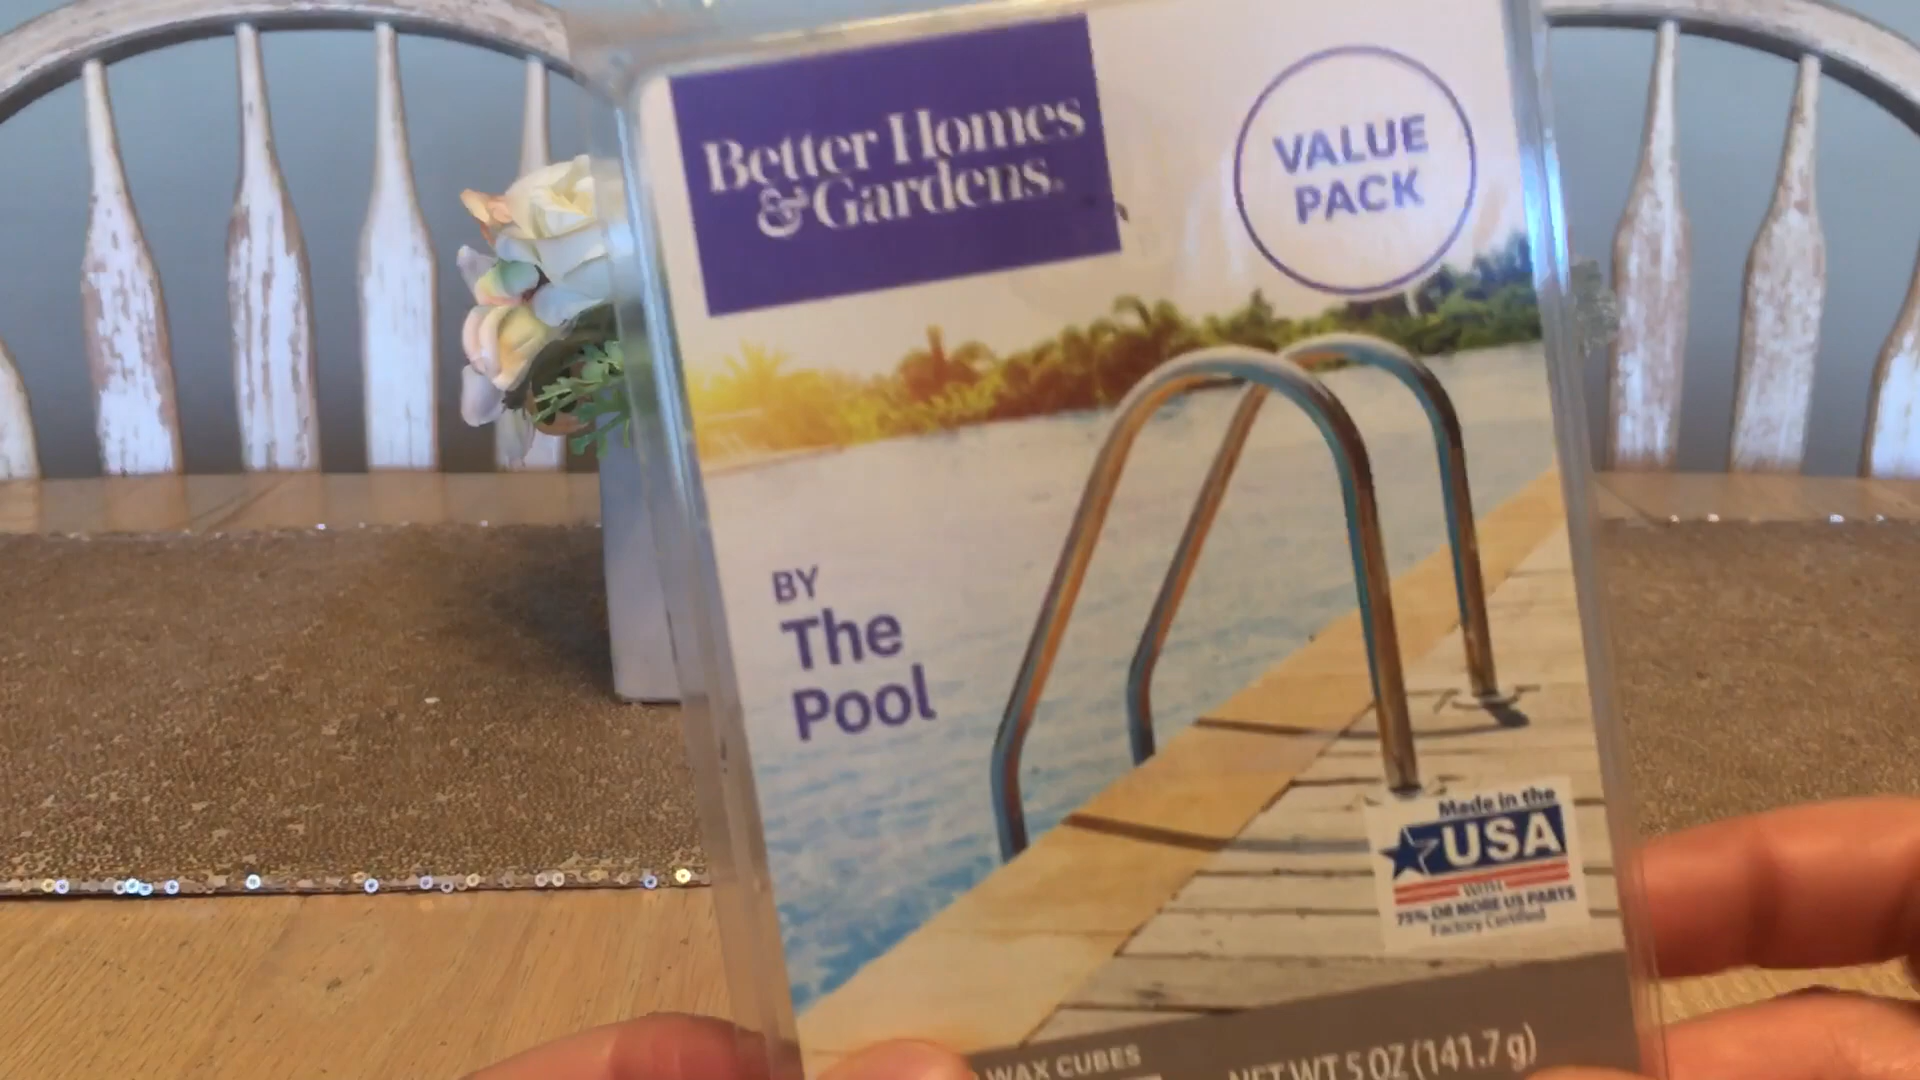 Better Homes
&Gardens.
VALUE
PACK
BY
The
Pool
Made in the
USA
WITH
75% OR MORE US PARTS
Factory Certified
WAX CUBES
NET WT 5 OZ (141.7 g)